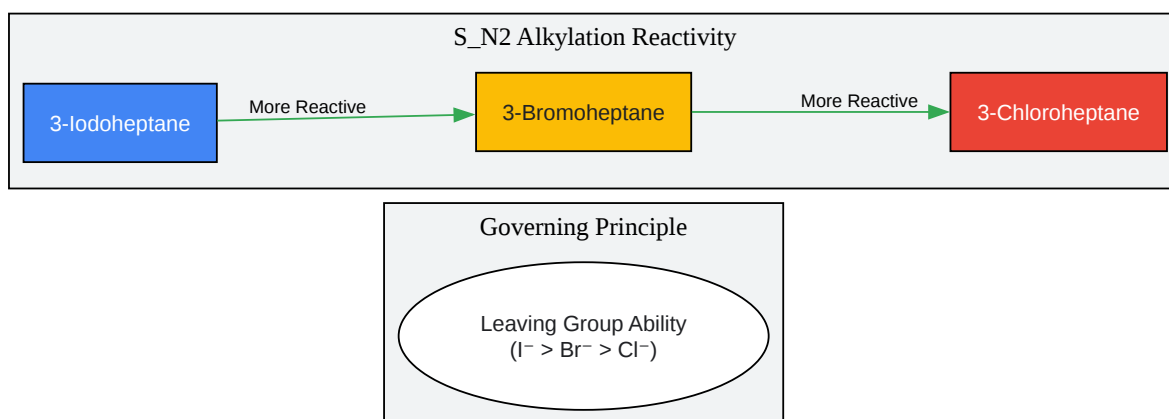 S_N2 Alkylation Reactivity
3-Iodoheptane
More Reactive
3-Bromoheptane
More Reactive
3-Chloroheptane
Governing Principle
Leaving Group Ability
(I⁻ > Br⁻ > Cl⁻)